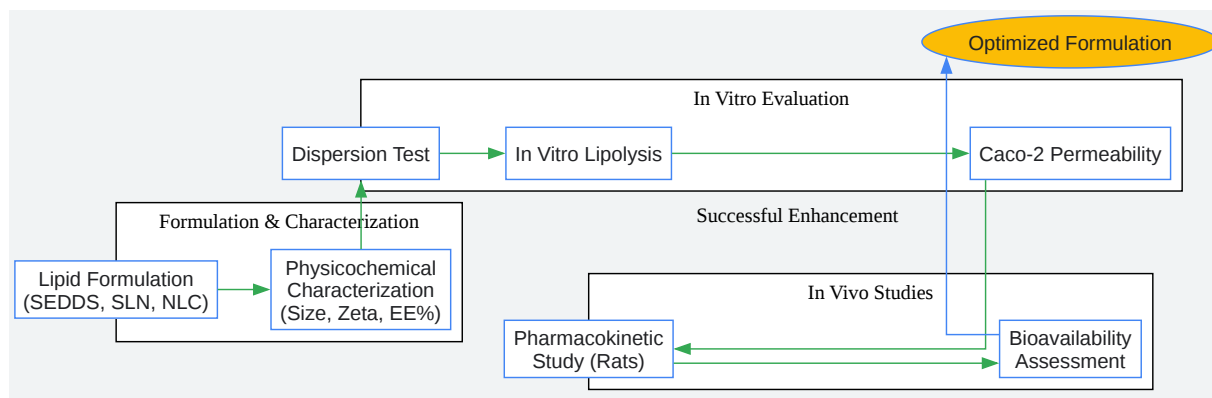 Optimized Formulation
In Vitro Evaluation
Dispersion Test
In Vitro Lipolysis
Caco-2 Permeability
Formulation & Characterization
Successful Enhancement
Lipid Formulation
(SEDDS, SLN, NLC)
Physicochemical
Characterization
(Size, Zeta, EE%)
In Vivo Studies
Pharmacokinetic
Study (Rats)
Bioavailability
Assessment